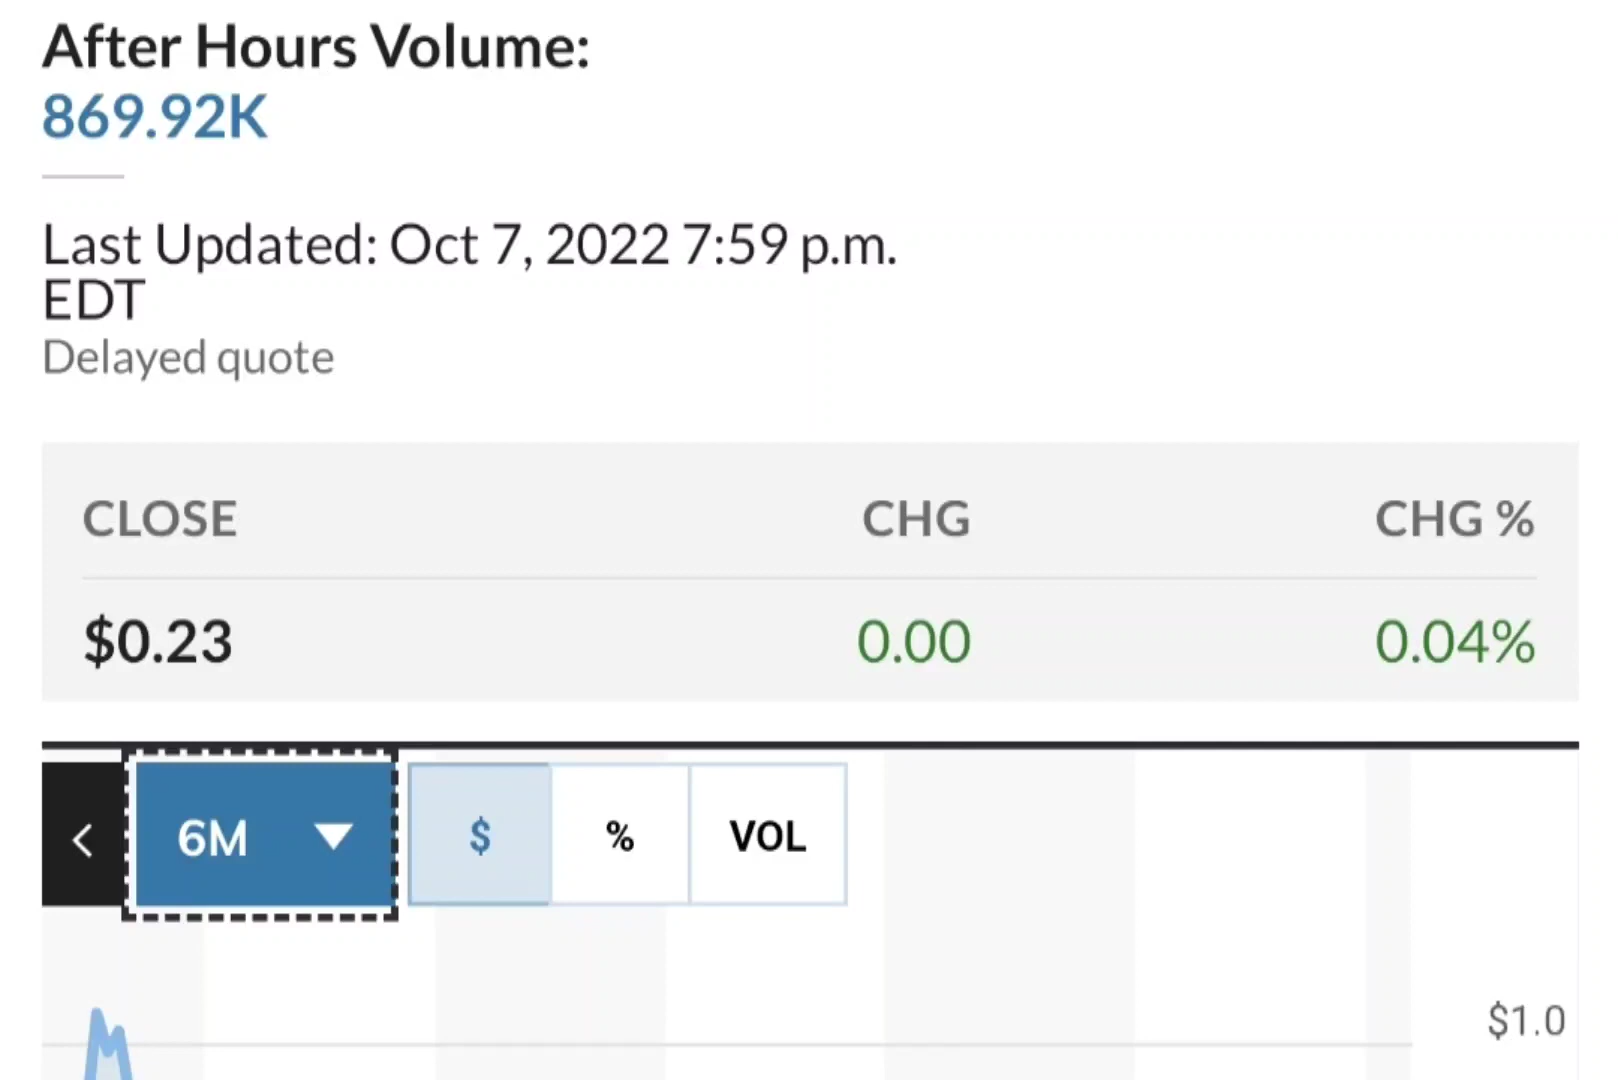 After Hours Volume:
869.92K
Last Updated: Oct 7, 2022 7:59 p.m.
EDT
Delayed quote
CLOSE CHG CHG %
$0.23 0.00 0.04%
6M $ % VOL
$1.0